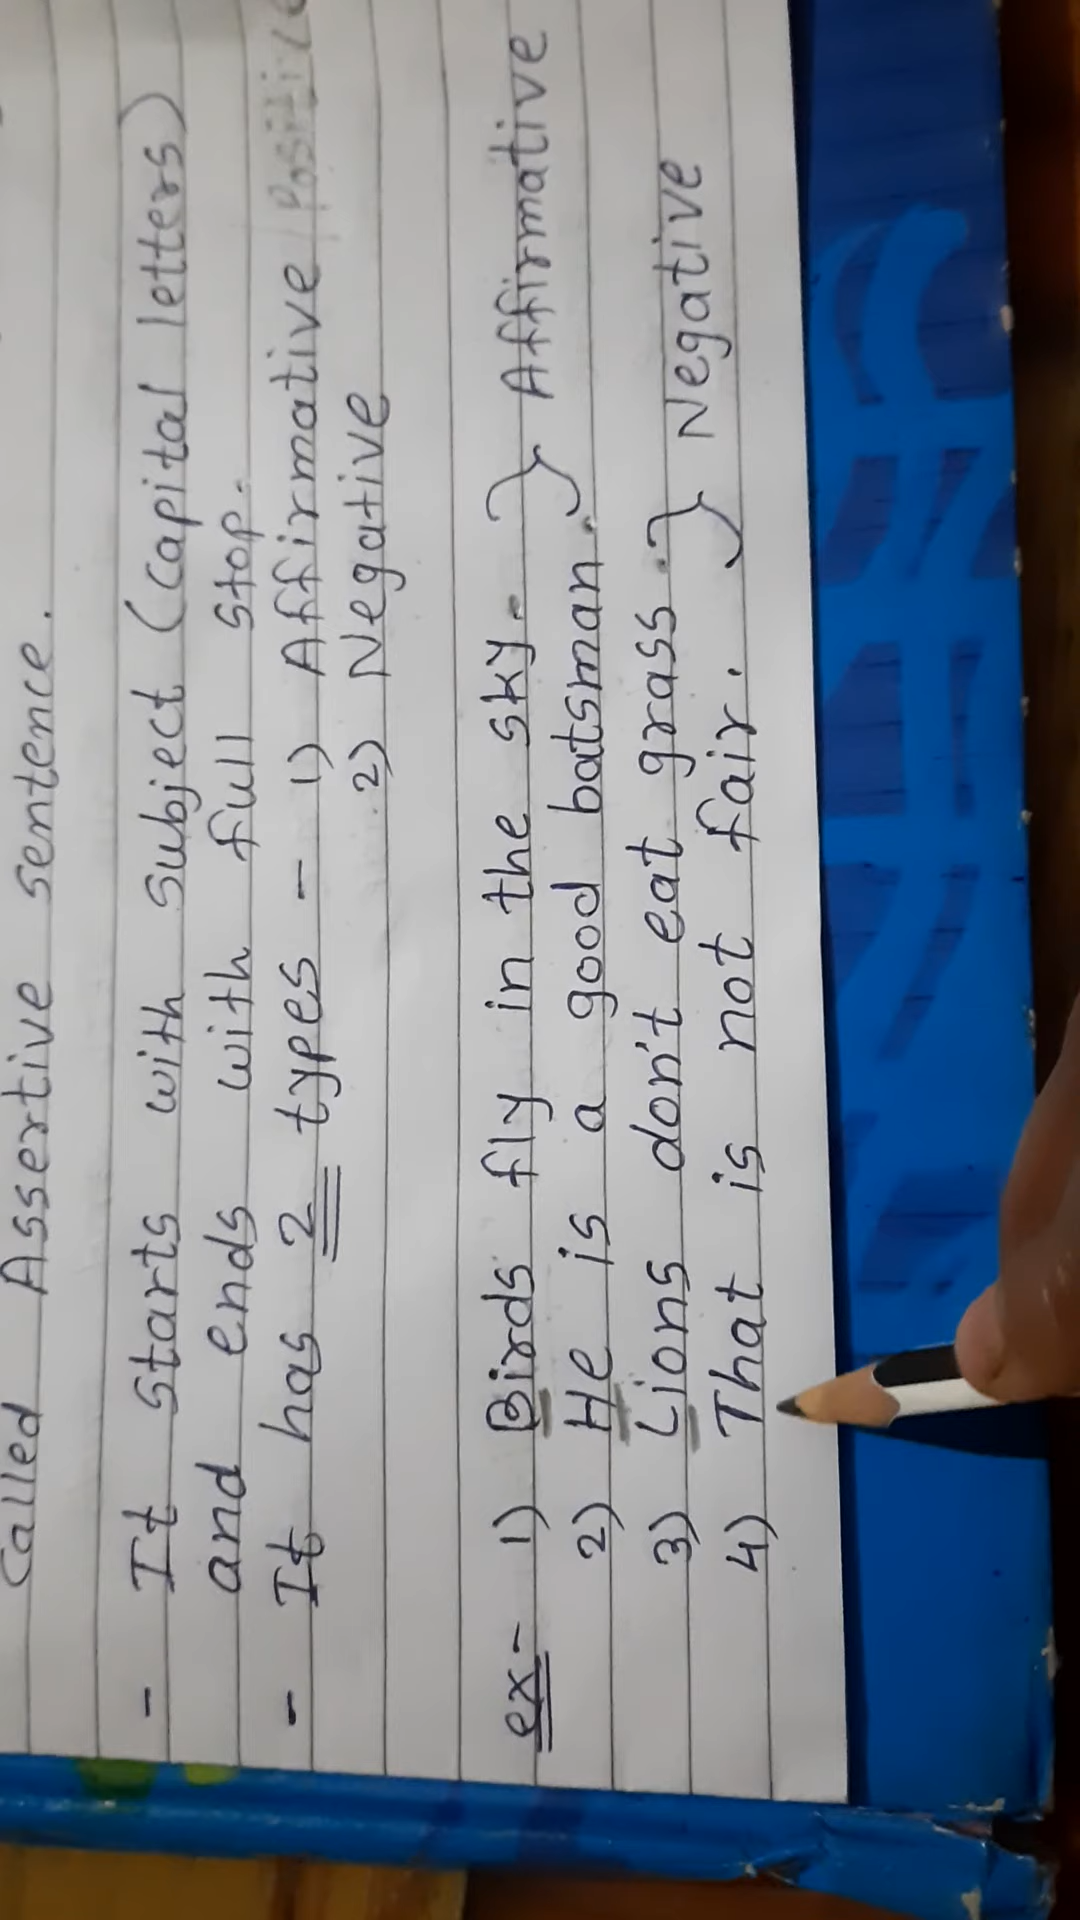 called Assertive sentence.
- It starts with subject (capital letters)
and ends with full stop.
- It has 2 types - 1) Affirmative / Positive
2) Negative
ex- 1) Birds fly in the sky. } Affirmative
2) He is a good batsman.
3) Lions don't eat grass. } Negative
4) That is not fair.